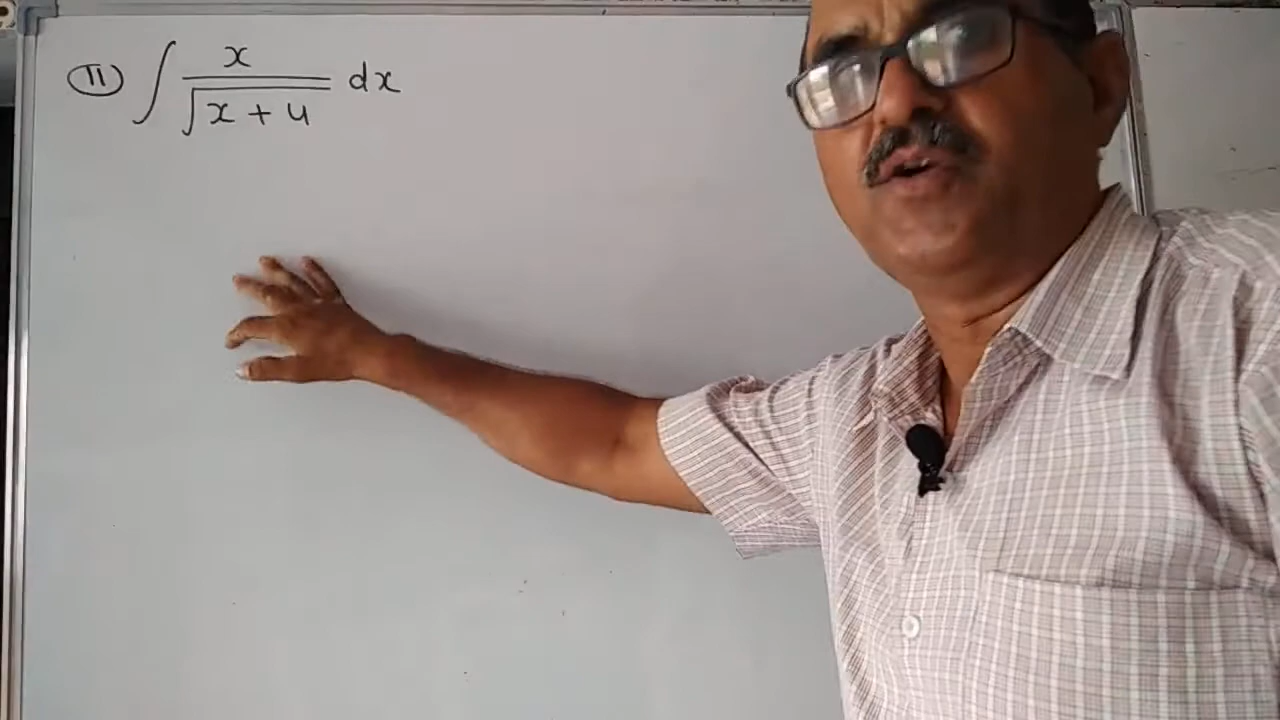 11 ∫ x / √(x + 4) dx